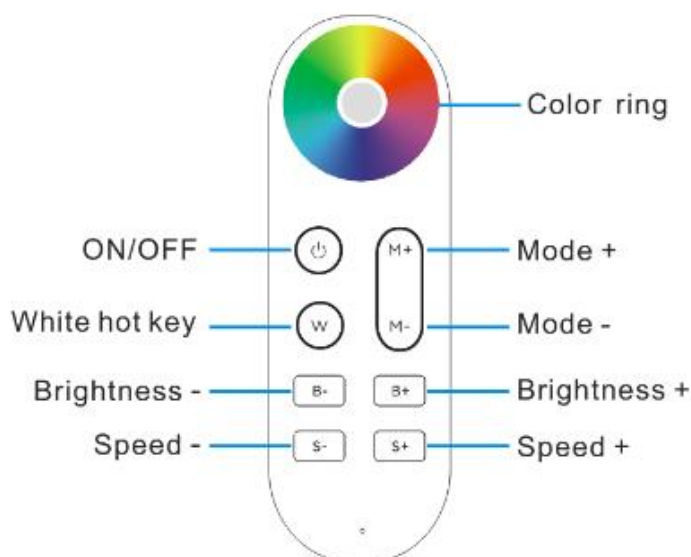 Color ring
ON/OFF
M+
Mode +
White hot key
W
M-
Mode -
Brightness -
B-
B+
Brightness +
Speed -
S-
S+
Speed +